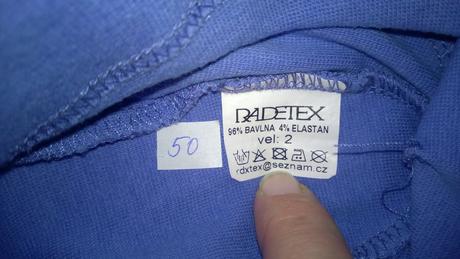 RADETEX
96% BAVLNA 4% ELASTAN
vel: 2
rdxtex@seznam.cz
50